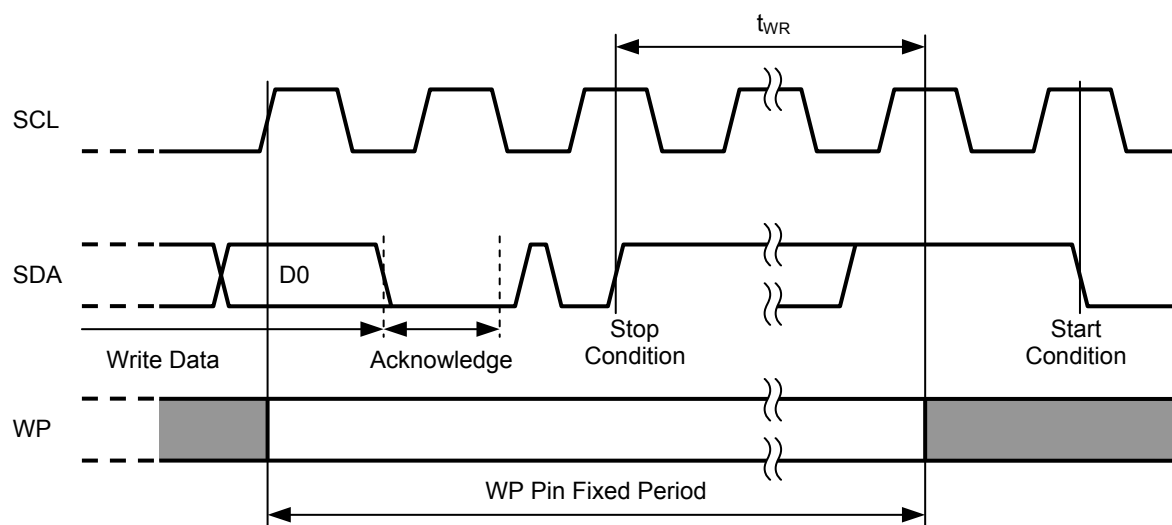 tWR
SCL
SDA
D0
Write Data
Acknowledge
Stop
Condition
Start
Condition
WP
WP Pin Fixed Period